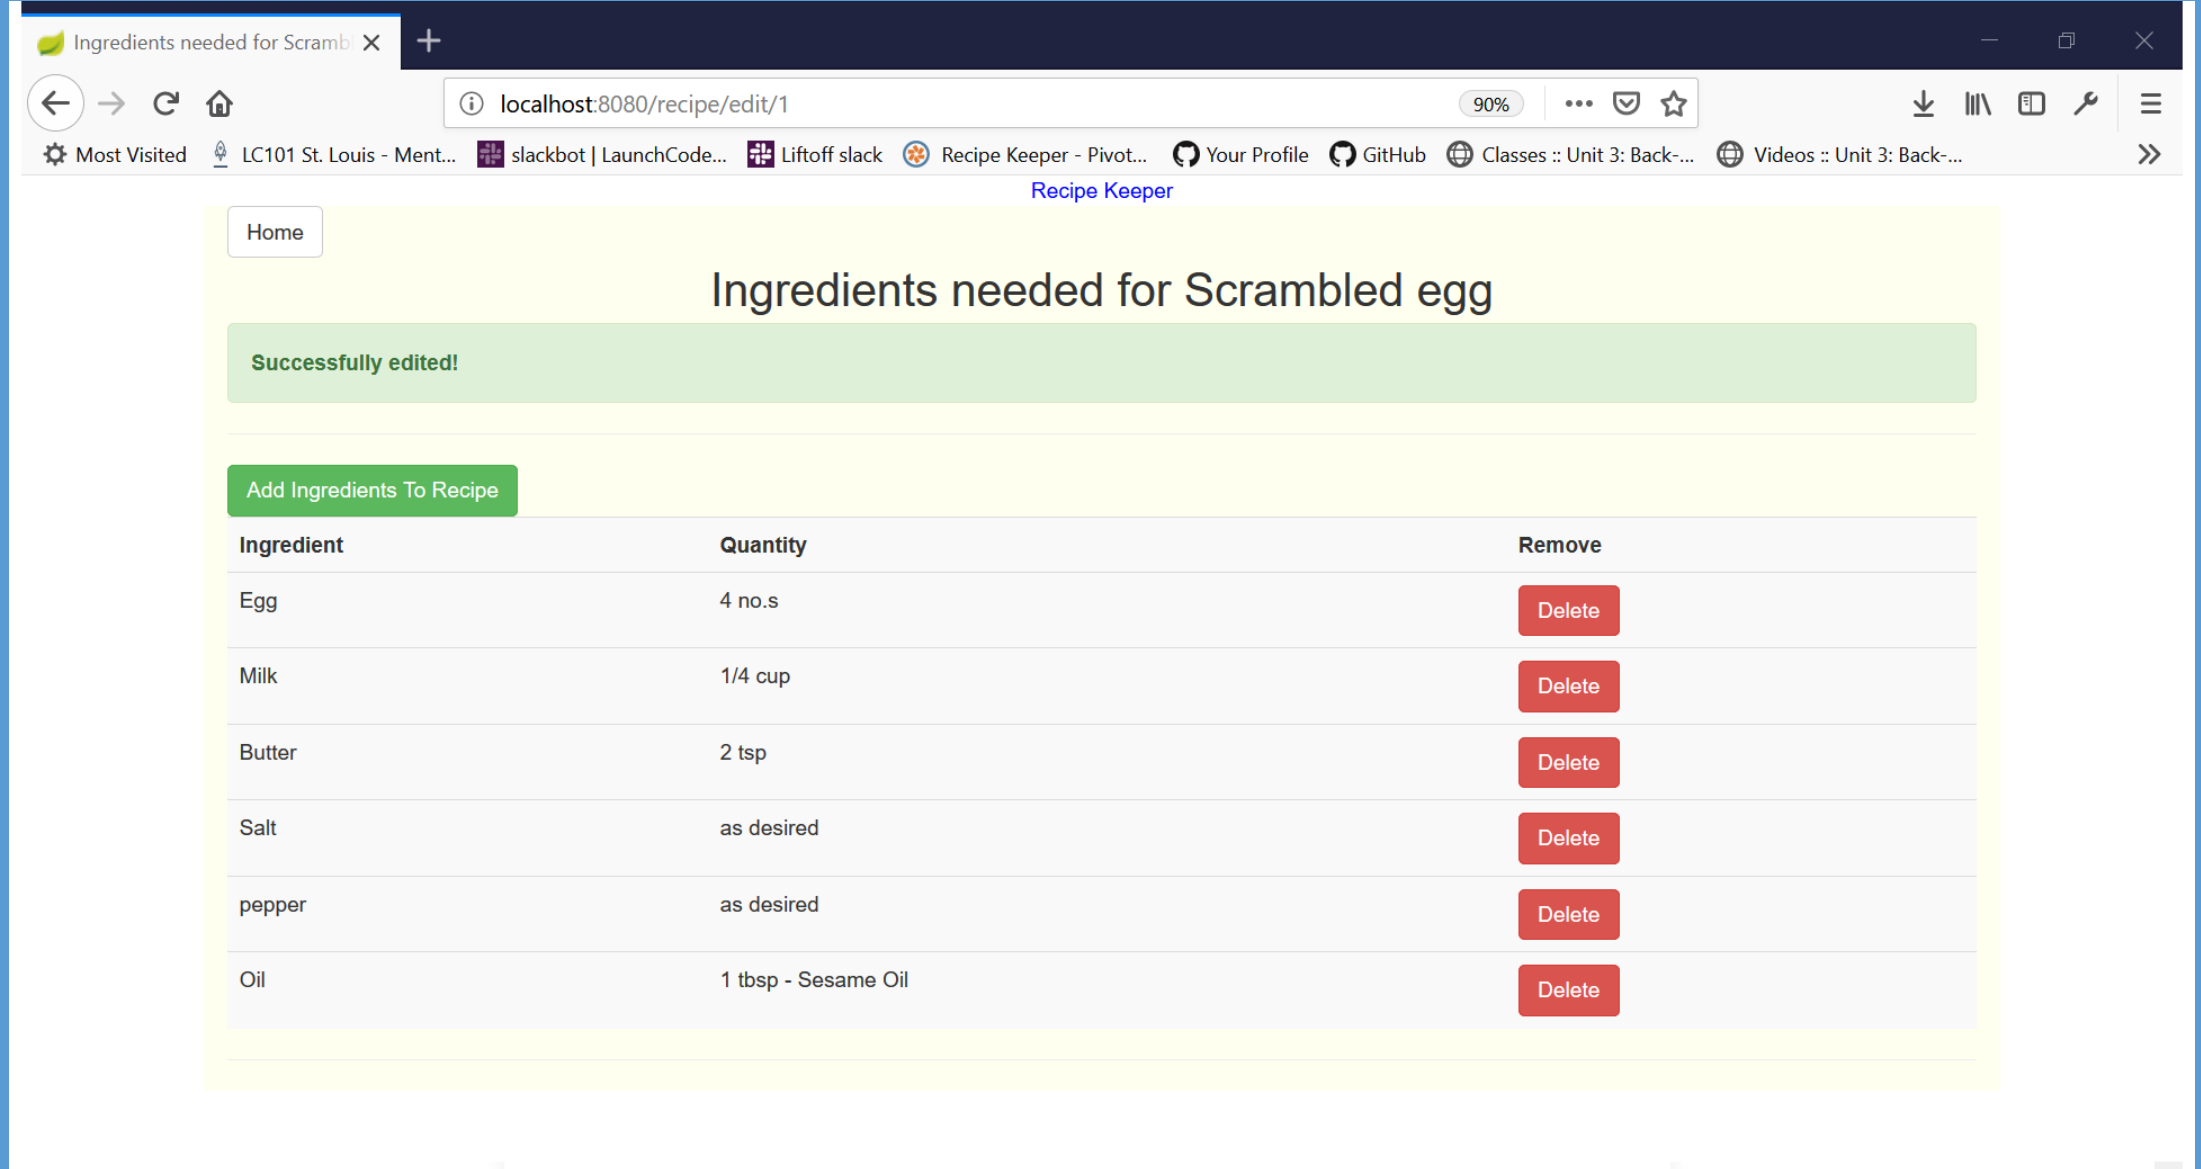 Ingredients needed for Scramb
localhost:8080/recipe/edit/1 90%
Most Visited LC101 St. Louis - Ment... slackbot | LaunchCode... Liftoff slack Recipe Keeper - Pivot... Your Profile GitHub Classes :: Unit 3: Back-... Videos :: Unit 3: Back-...
Recipe Keeper
Home
Ingredients needed for Scrambled egg
Successfully edited!
Add Ingredients To Recipe
Ingredient Quantity Remove
Egg 4 no.s Delete
Milk 1/4 cup Delete
Butter 2 tsp Delete
Salt as desired Delete
pepper as desired Delete
Oil 1 tbsp - Sesame Oil Delete